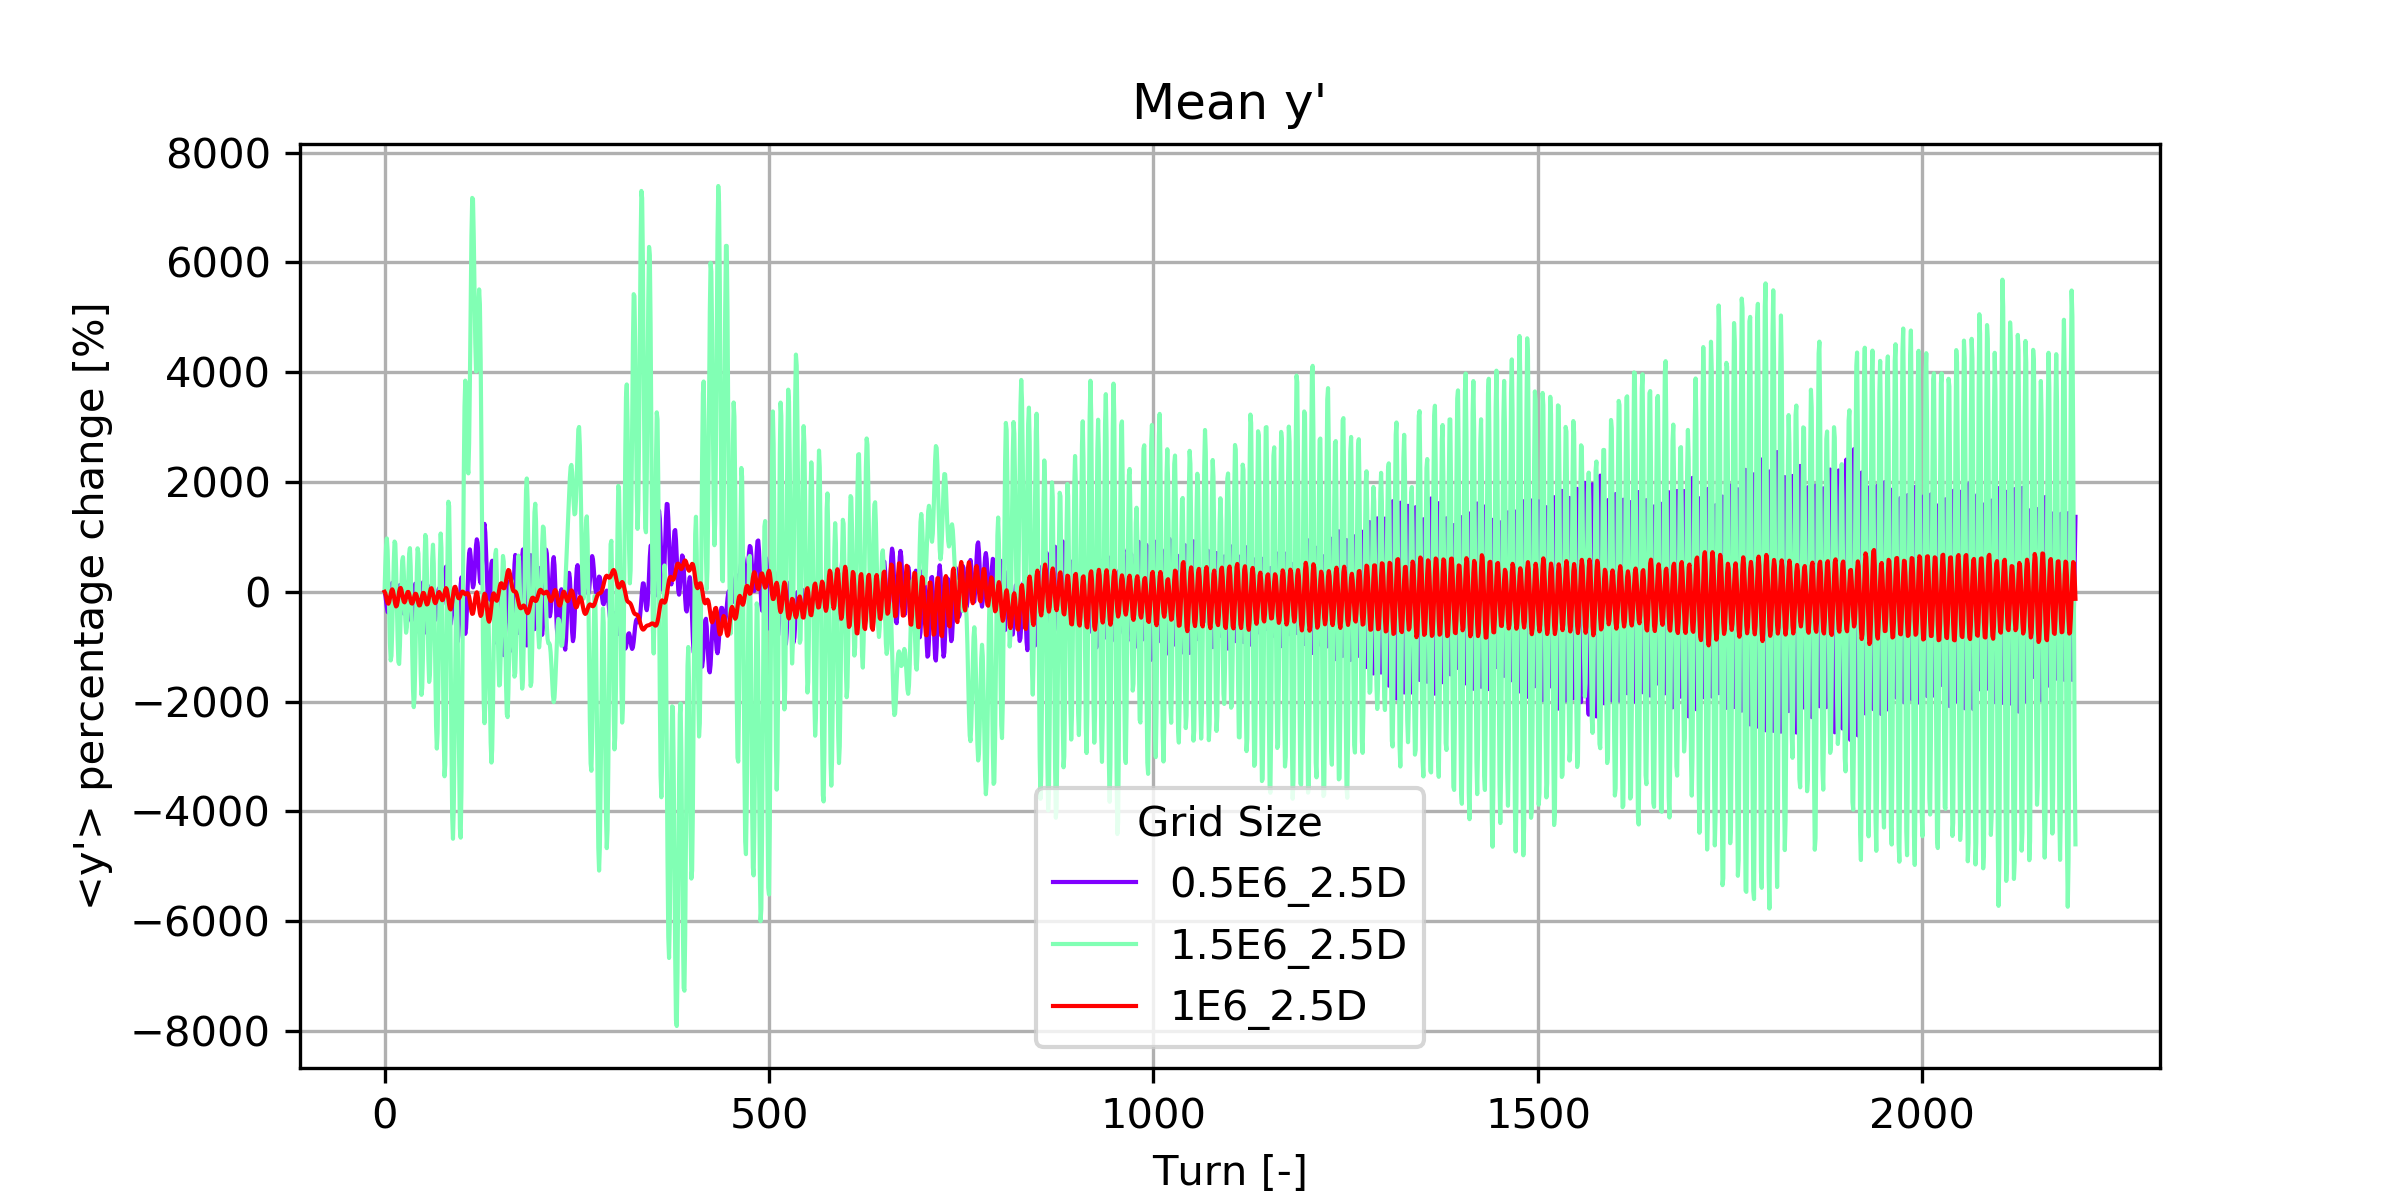 Mean y'
<y'> percentage change [%]
8000
6000
4000
2000
0
−2000
−4000
−6000
−8000
0 500 1000 1500 2000
Turn [-]
Grid Size
0.5E6_2.5D
1.5E6_2.5D
1E6_2.5D